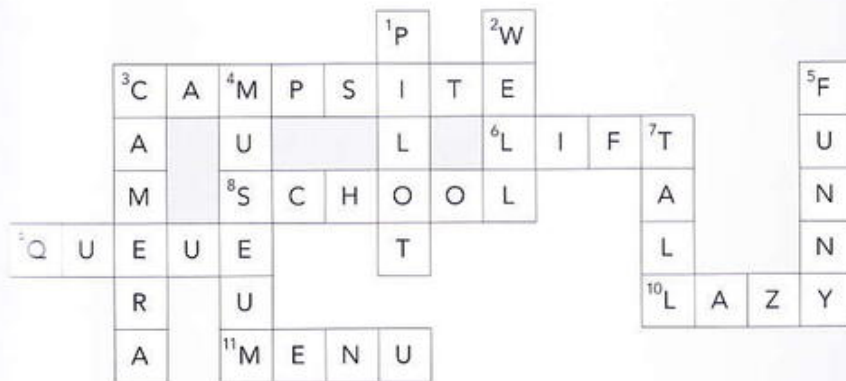 1P 2W
3C A 4M P S I T E 5F
A U L 6L I F 7T U
M 8S C H O O L A N
9Q U E U E T L N
R U 10L A Z Y
A 11M E N U